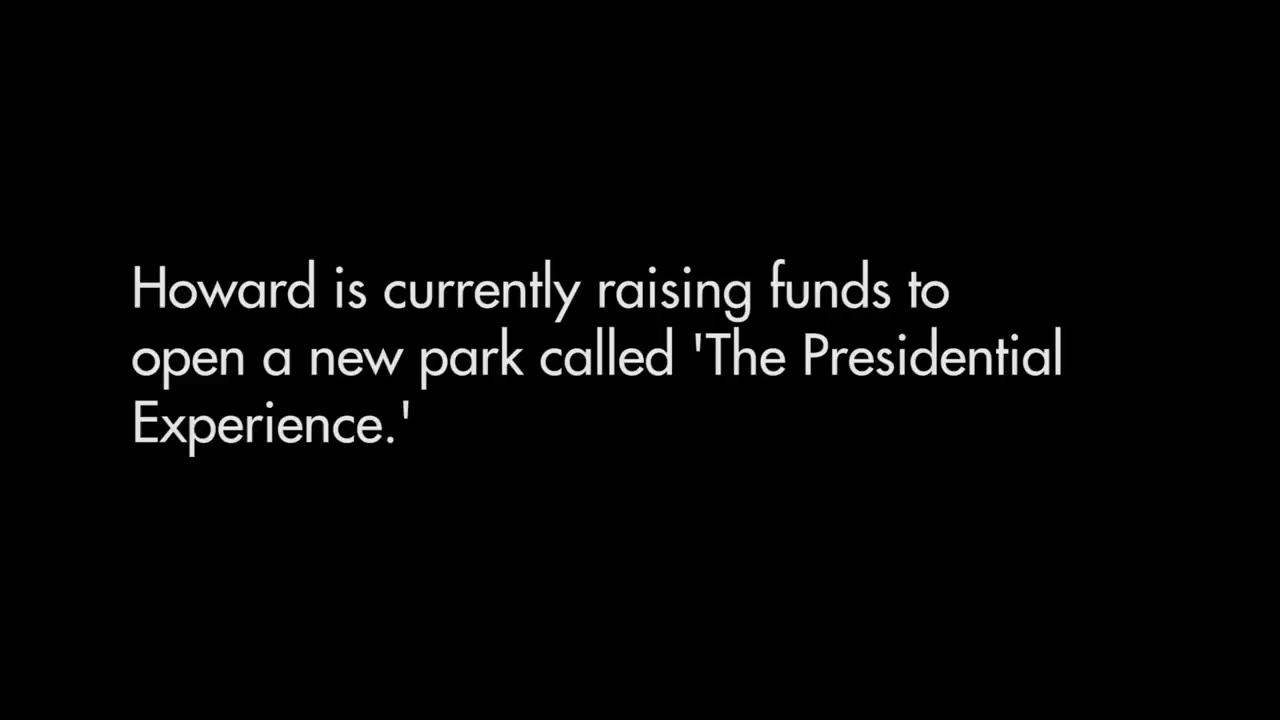 Howard is currently raising funds to
open a new park called 'The Presidential
Experience.'